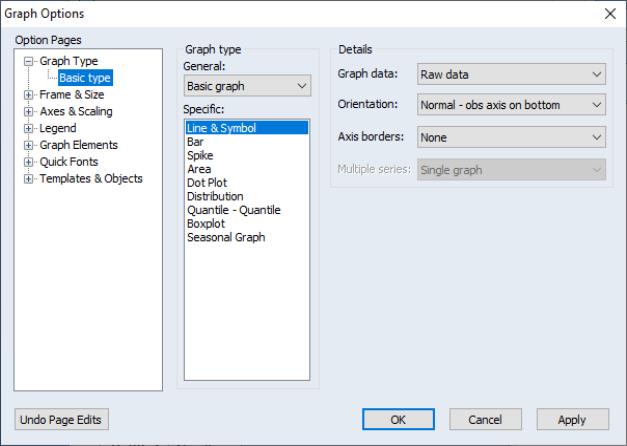 Graph Options
Option Pages
Graph Type
Basic type
Frame & Size
Axes & Scaling
Legend
Graph Elements
Quick Fonts
Templates & Objects
Graph type
General:
Basic graph
Specific:
Line & Symbol
Bar
Spike
Area
Dot Plot
Distribution
Quantile - Quantile
Boxplot
Seasonal Graph
Details
Graph data: Raw data
Orientation: Normal - obs axis on bottom
Axis borders: None
Multiple series: Single graph
Undo Page Edits
OK
Cancel
Apply